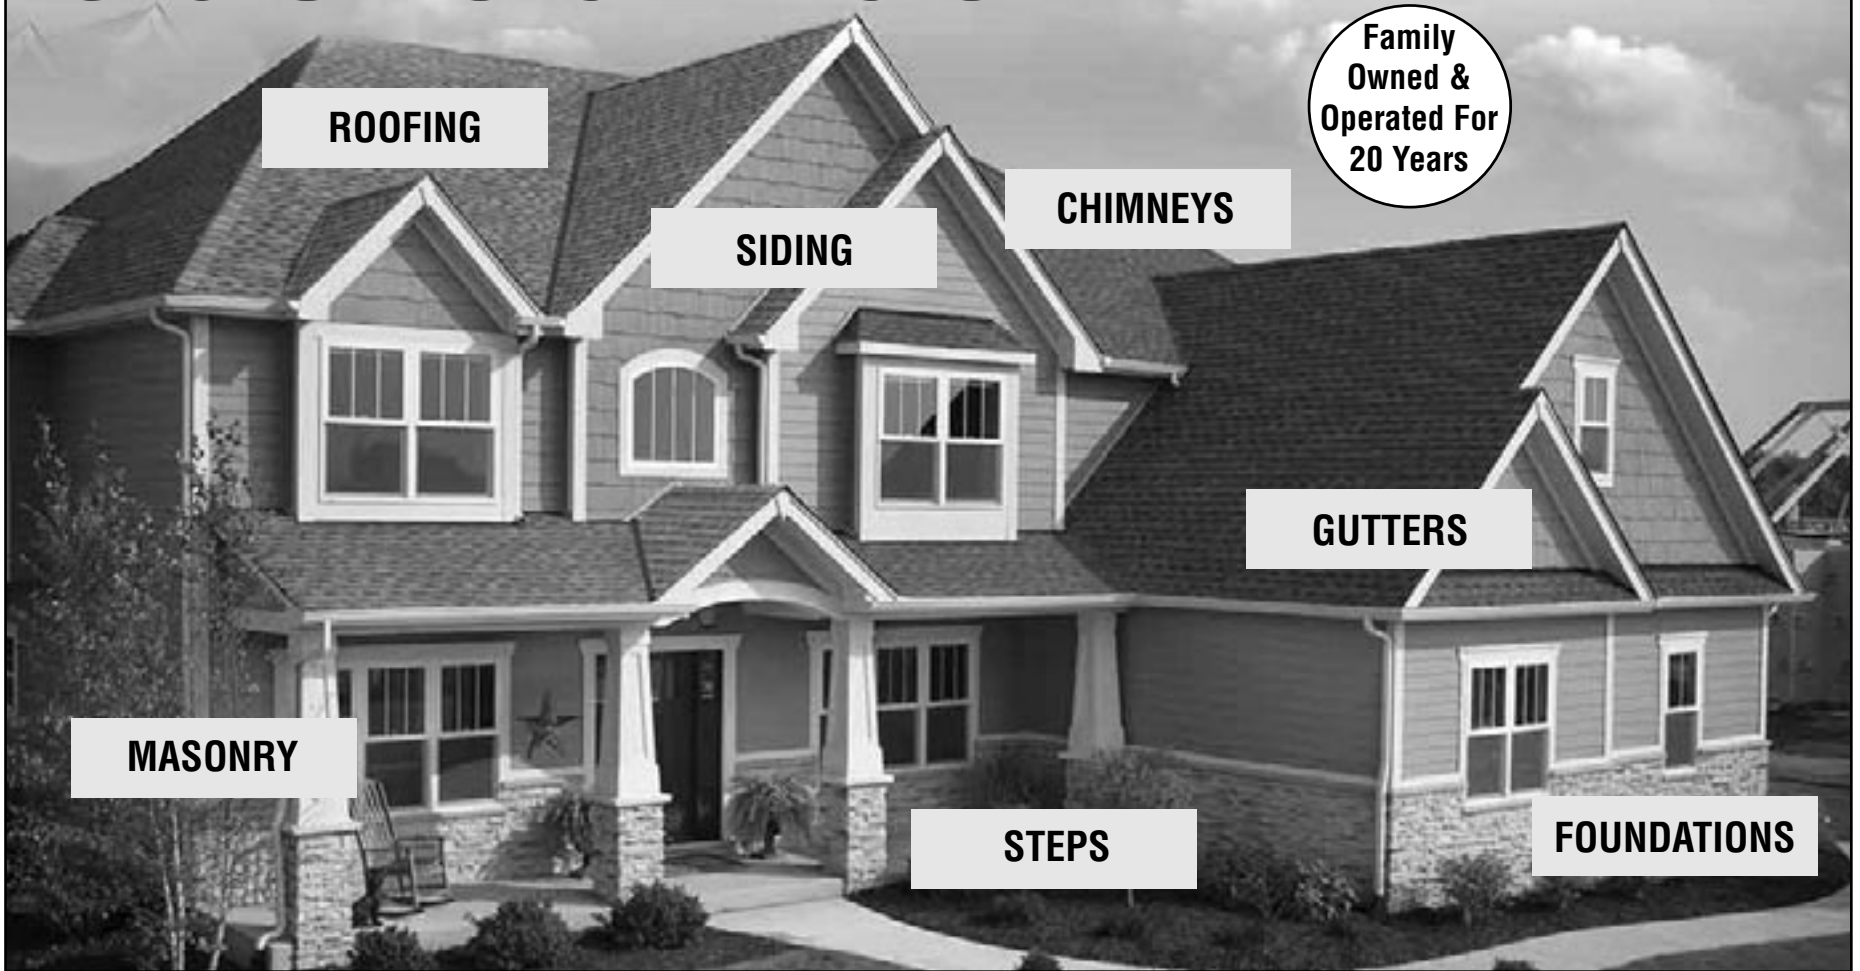 Family
Owned &
Operated For
20 Years
ROOFING
CHIMNEYS
SIDING
GUTTERS
MASONRY
STEPS
FOUNDATIONS